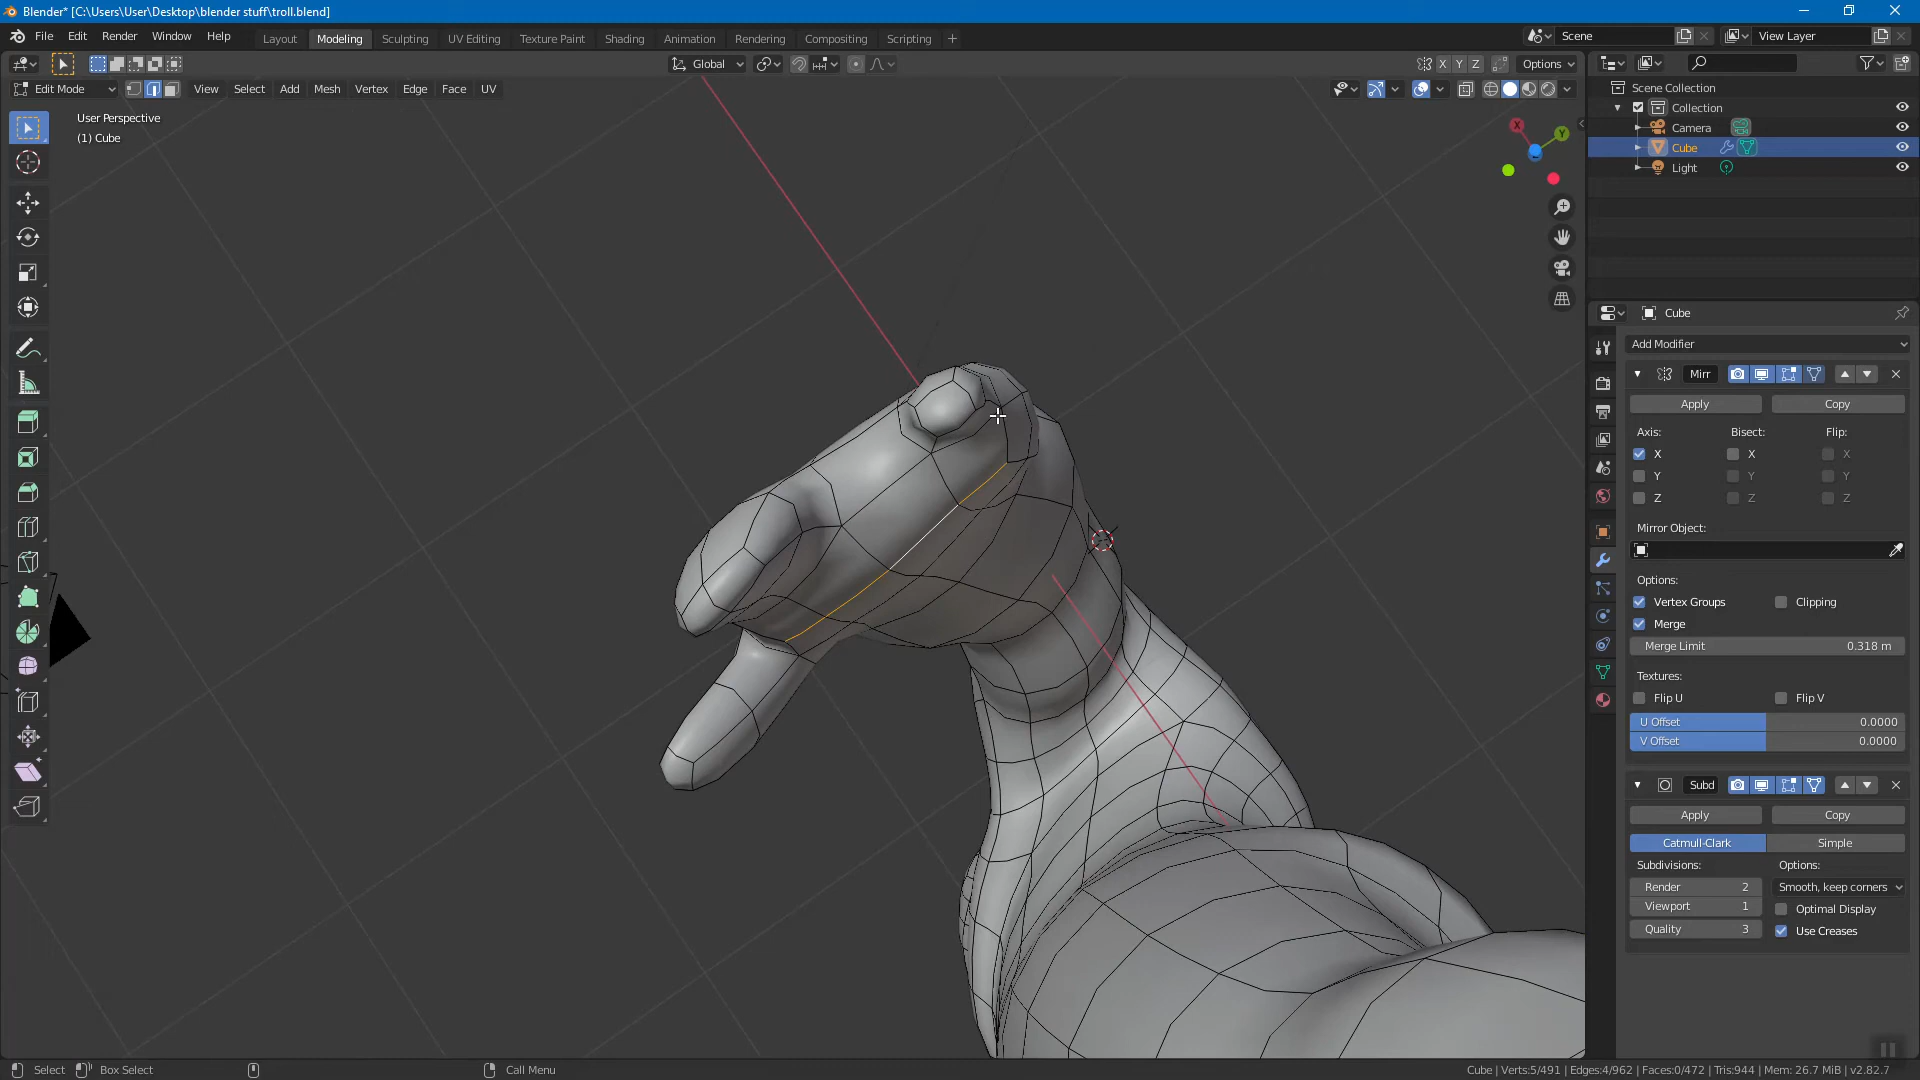 Blender* [C:\Users\User\Desktop\blender stuff\troll.blend]
File Edit Render Window Help Layout Modeling Sculpting UV Editing Texture Paint Shading Animation Rendering Compositing Scripting Scene View Layer
Global X Y Z Options
Edit Mode View Select Add Mesh Vertex Edge Face UV
User Perspective
(1) Cube
X Y
Scene Collection
Collection
Camera
Cube
Light
Cube
Add Modifier
Mirr
Apply Copy
Axis: Bisect: Flip:
X X X
Y Y Y
Z Z Z
Mirror Object:
Options:
Vertex Groups Clipping
Merge
Merge Limit 0.318 m
Textures:
Flip U Flip V
U Offset 0.0000
V Offset 0.0000
Subd
Apply Copy
Catmull-Clark Simple
Subdivisions: Options:
Render 2 Smooth, keep corners
Viewport 1 Optimal Display
Quality 3 Use Creases
Select Box Select Call Menu Cube | Verts:5/491 | Edges:4/962 | Faces:0/472 | Tris:944 | Mem: 26.7 MiB | v2.82.7